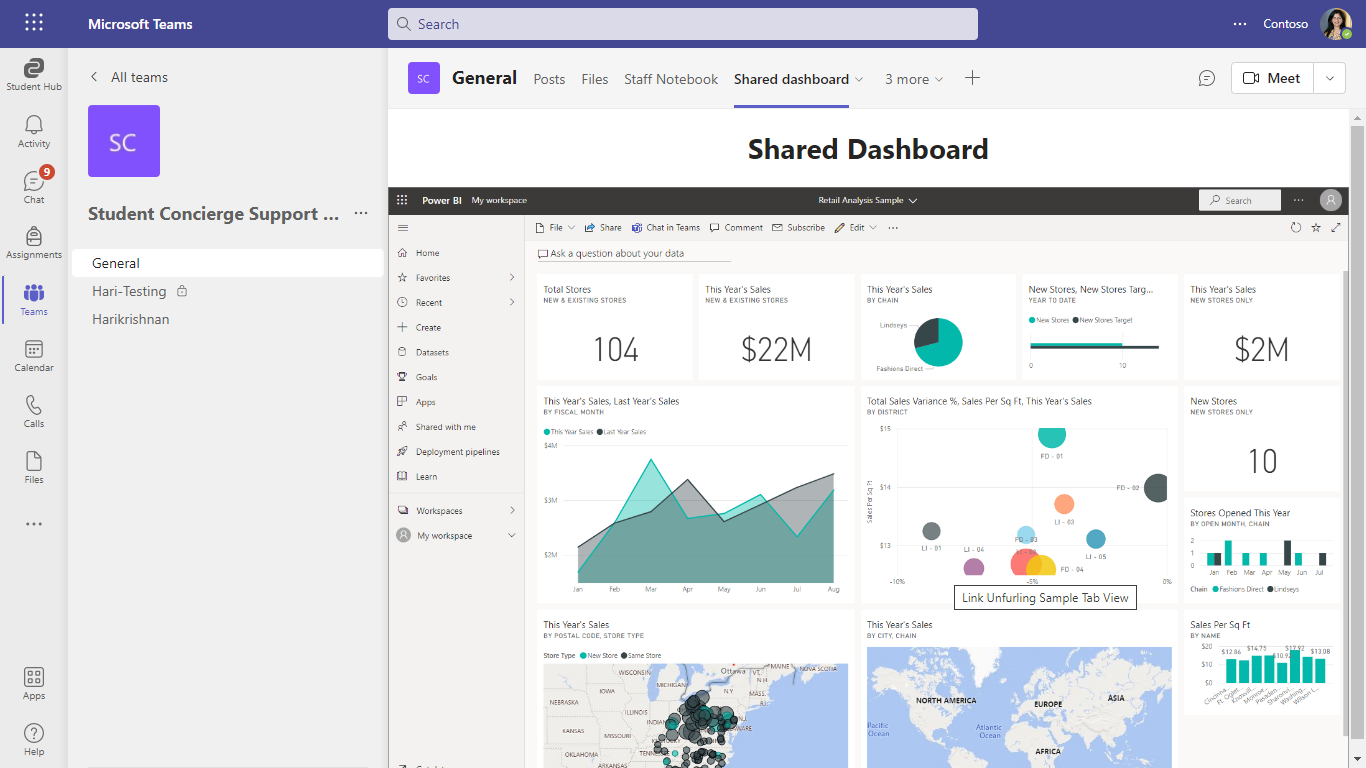 Microsoft Teams
Search
Contoso
Student Hub
Activity
9
Chat
Assignments
Teams
Calendar
Calls
Files
Apps
Help
All teams
SC
Student Concierge Support ...
General
Hari-Testing
Harikrishnan
SC
General
Posts
Files
Staff Notebook
Shared dashboard
3 more
Meet
Shared Dashboard
Power BI
My workspace
Retail Analysis Sample
Search
Home
Favorites
Recent
Create
Datasets
Goals
Apps
Shared with me
Deployment pipelines
Learn
Workspaces
My workspace
File
Share
Chat in Teams
Comment
Subscribe
Edit
Ask a question about your data
Total Stores
NEW & EXISTING STORES
104
This Year's Sales
NEW & EXISTING STORES
$22M
This Year's Sales
BY CHAIN
Lindseys
Fashions Direct
New Stores, New Stores Targ...
YEAR TO DATE
New Stores New Stores Target
0 10
This Year's Sales
NEW STORES ONLY
$2M
This Year's Sales, Last Year's Sales
BY FISCAL MONTH
This Year Sales Last Year Sales
$4M
$3M
$2M
Jan Feb Mar Apr May Jun Jul Aug
Total Sales Variance %, Sales Per Sq Ft, This Year's Sales
BY DISTRICT
Sales Per Sq Ft
$15
$14
$13
FD - 01
FD - 02
LI - 03
LI - 01
FD - 03
LI - 04
LI - 05
FD - 04
-10% -5% 0%
Link Unfurling Sample Tab View
New Stores
NEW STORES ONLY
10
Stores Opened This Year
BY OPEN MONTH, CHAIN
2
1
0
Jan Feb Mar Apr May Jun Jul
Chain Fashions Direct Lindseys
This Year's Sales
BY POSTAL CODE, STORE TYPE
Store Type New Store Same Store
WISCONSIN
Ottawa
MAINE
NOVA SCOTIA
VT.
N.H.
MICHIGAN
IOWA
N.Y.
MASS.
NEBRASKA
ILLINOIS
KANSAS
MISSOURI
OKLAHOMA
ARKANSAS
This Year's Sales
BY CITY, CHAIN
NORTH AMERICA
EUROPE
ASIA
Pacific
Ocean
Atlantic
Ocean
AFRICA
Sales Per Sq Ft
BY NAME
$20
$10
$0
$12.86 $14.75 $13.08